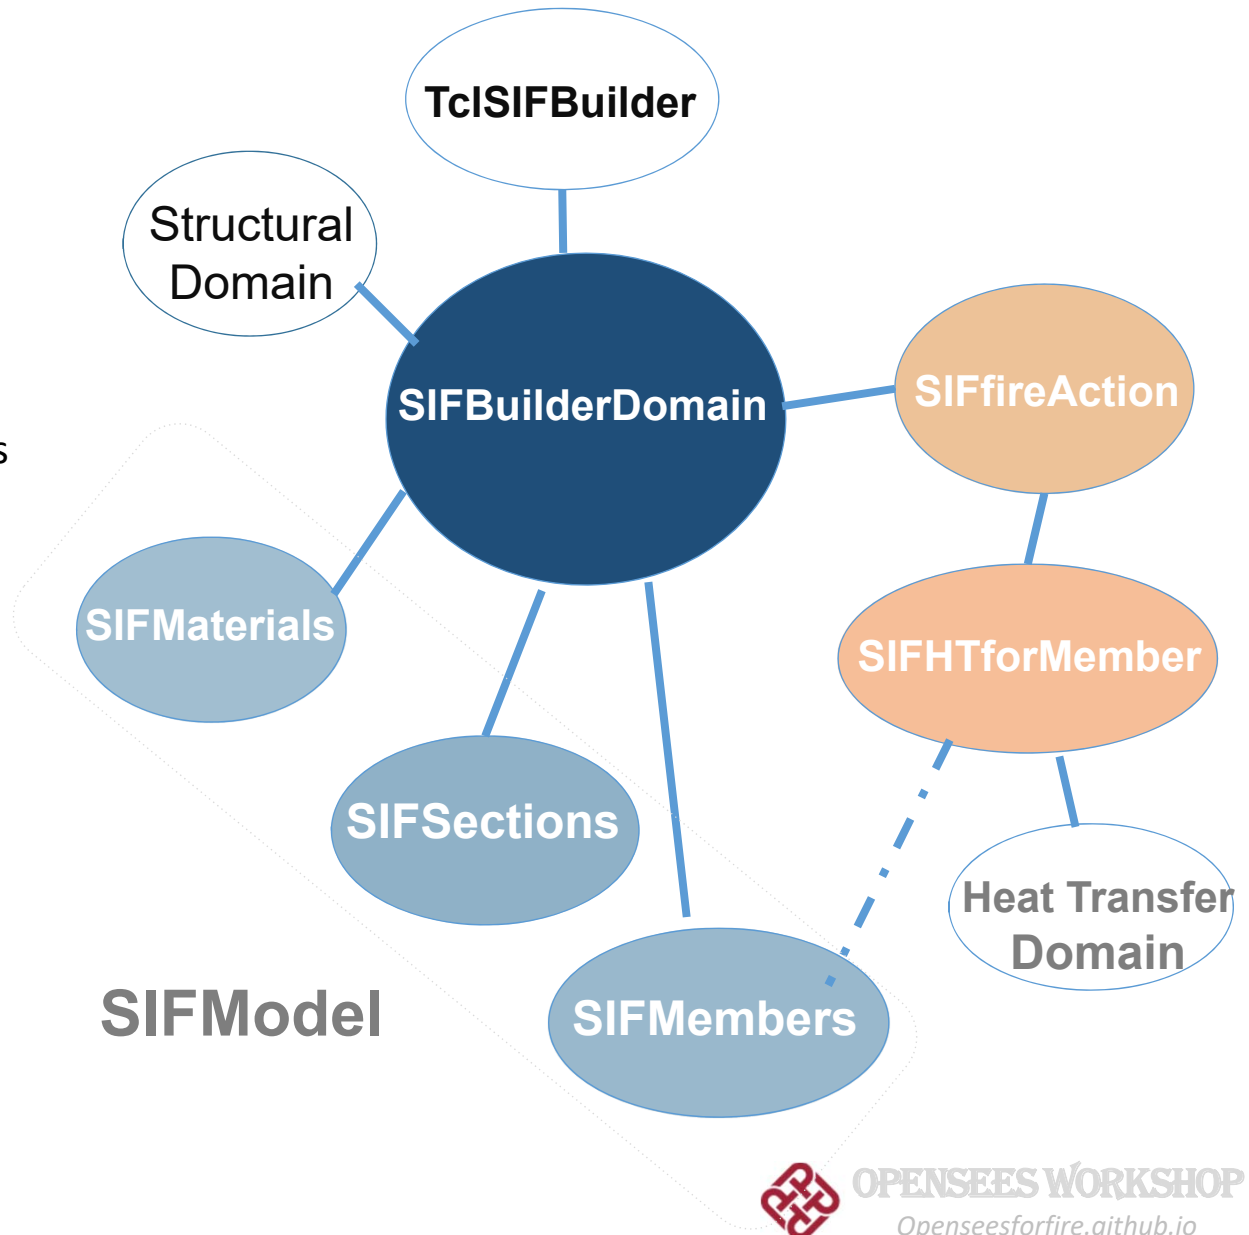 TclSIFBuilder
Structural
Domain
SIFBuilderDomain
SIFfireAction
s
SIFMaterials
SIFHTforMember
SIFSections
Heat Transfer
Domain
SIFModel
SIFMembers
OPENSEES WORKSHOP
Openseesforfire.github.io